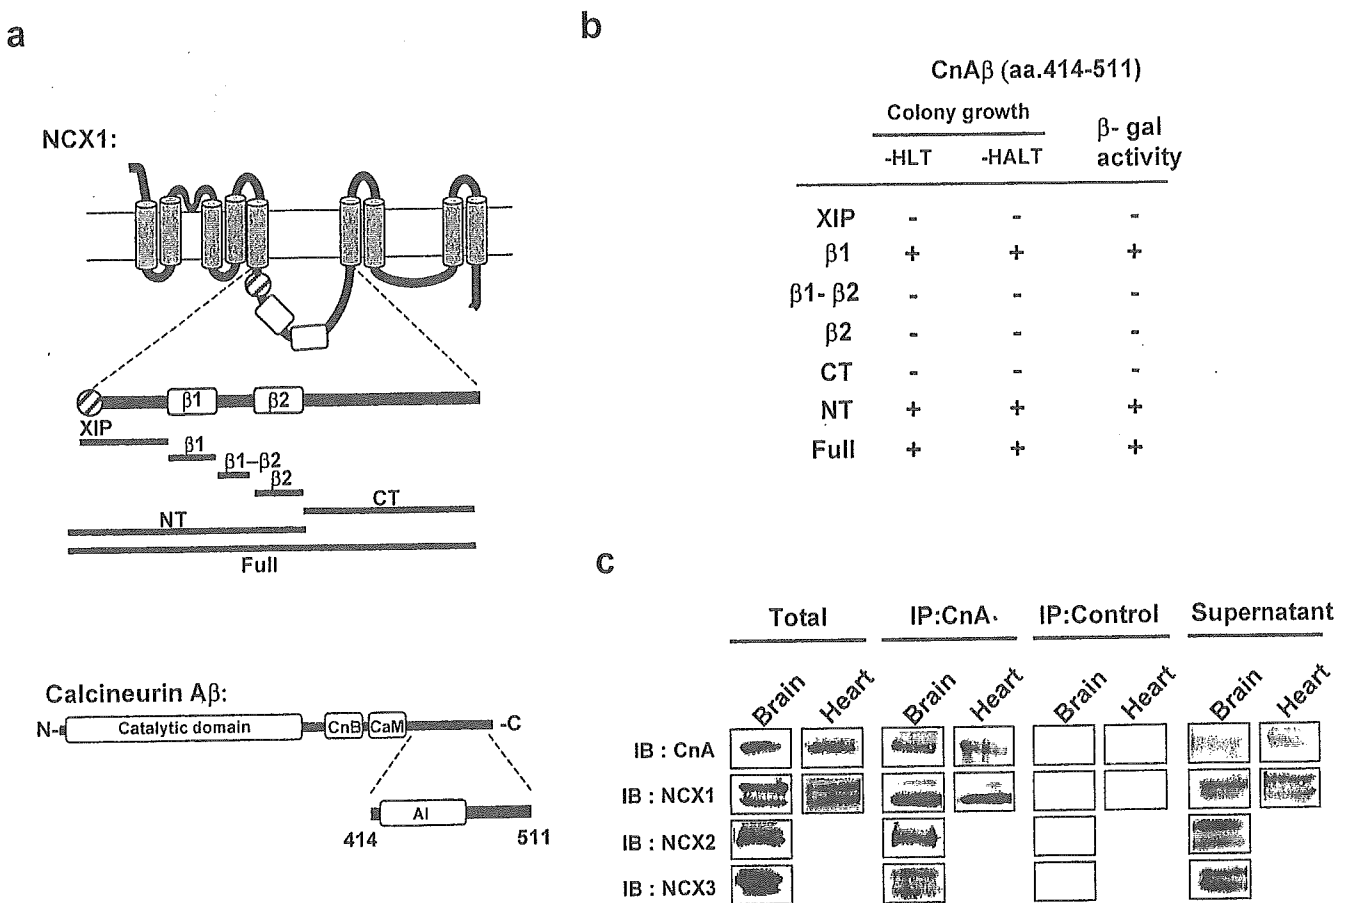 a
NCX1:
β1
β2
XIP
β1
β1–β2
β2
CT
NT
Full
Calcineurin Aβ:
N-
Catalytic domain
CnB
CaM
-C
AI
414
511
b
CnAβ (aa.414-511)
Colony growth
β- gal activity
-HLT
-HALT
XIP - - -
β1 + + +
β1- β2 - - -
β2 - - -
CT - - -
NT + + +
Full + + +
c
Total IP:CnA IP:Control Supernatant
Brain Heart Brain Heart Brain Heart Brain Heart
IB : CnA
IB : NCX1
IB : NCX2
IB : NCX3